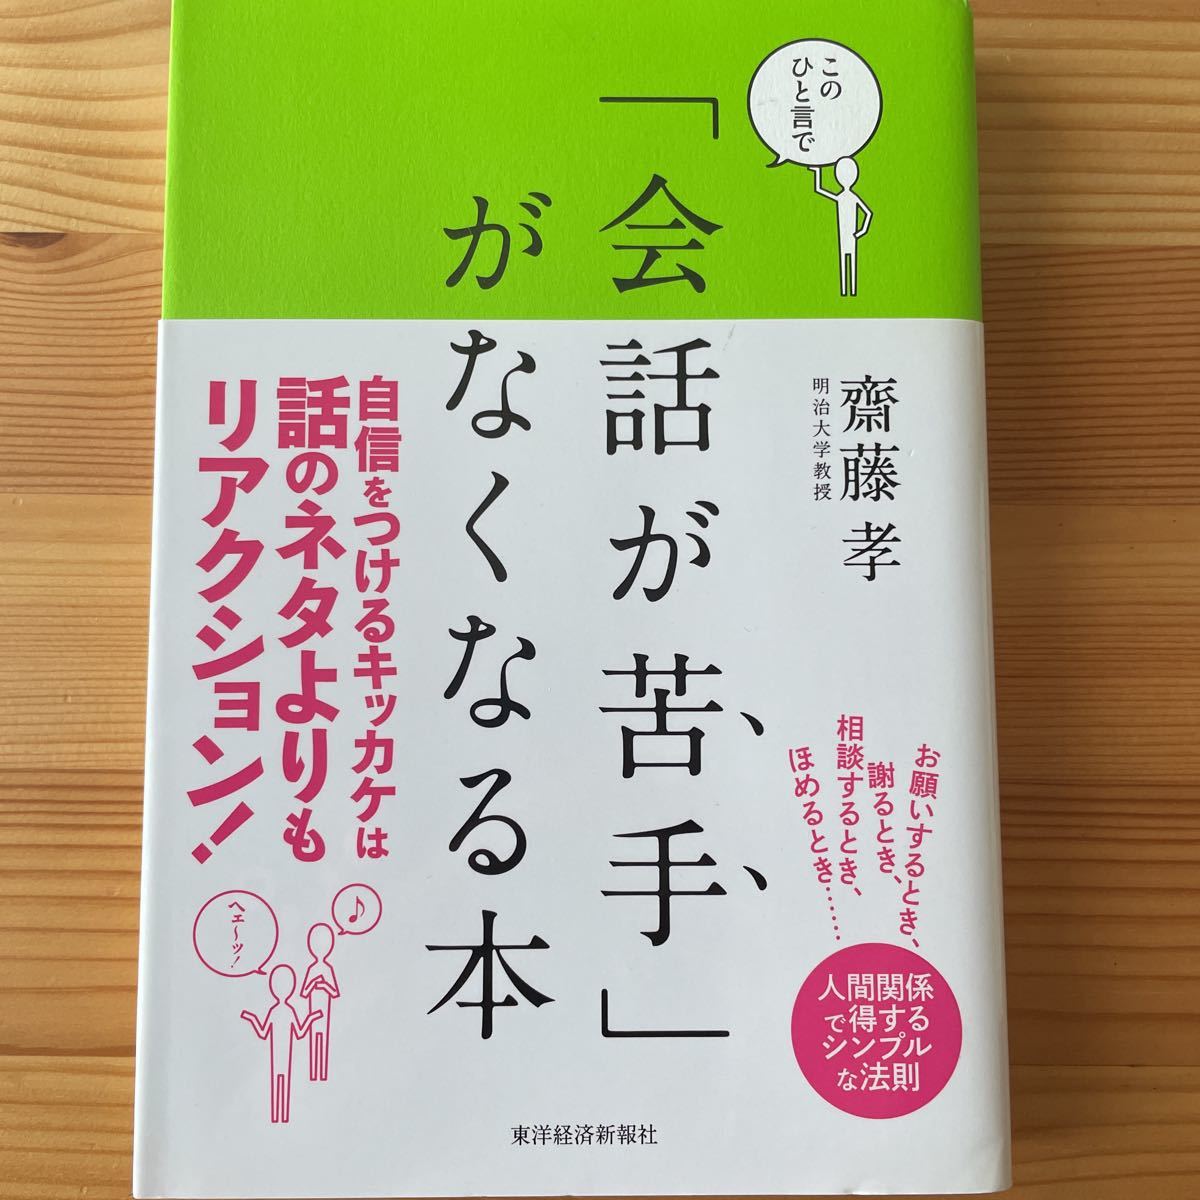 この
ひと言で
「会話が苦手」
がなくなる本
齋藤 孝
明治大学教授
お願いするとき、
謝るとき、
相談するとき、
ほめるとき……
人間関係
で得する
シンプル
な法則
自信をつけるキッカケは
話のネタよりも
リアクション!
♪
ヘェ〜ッ!
東洋経済新報社